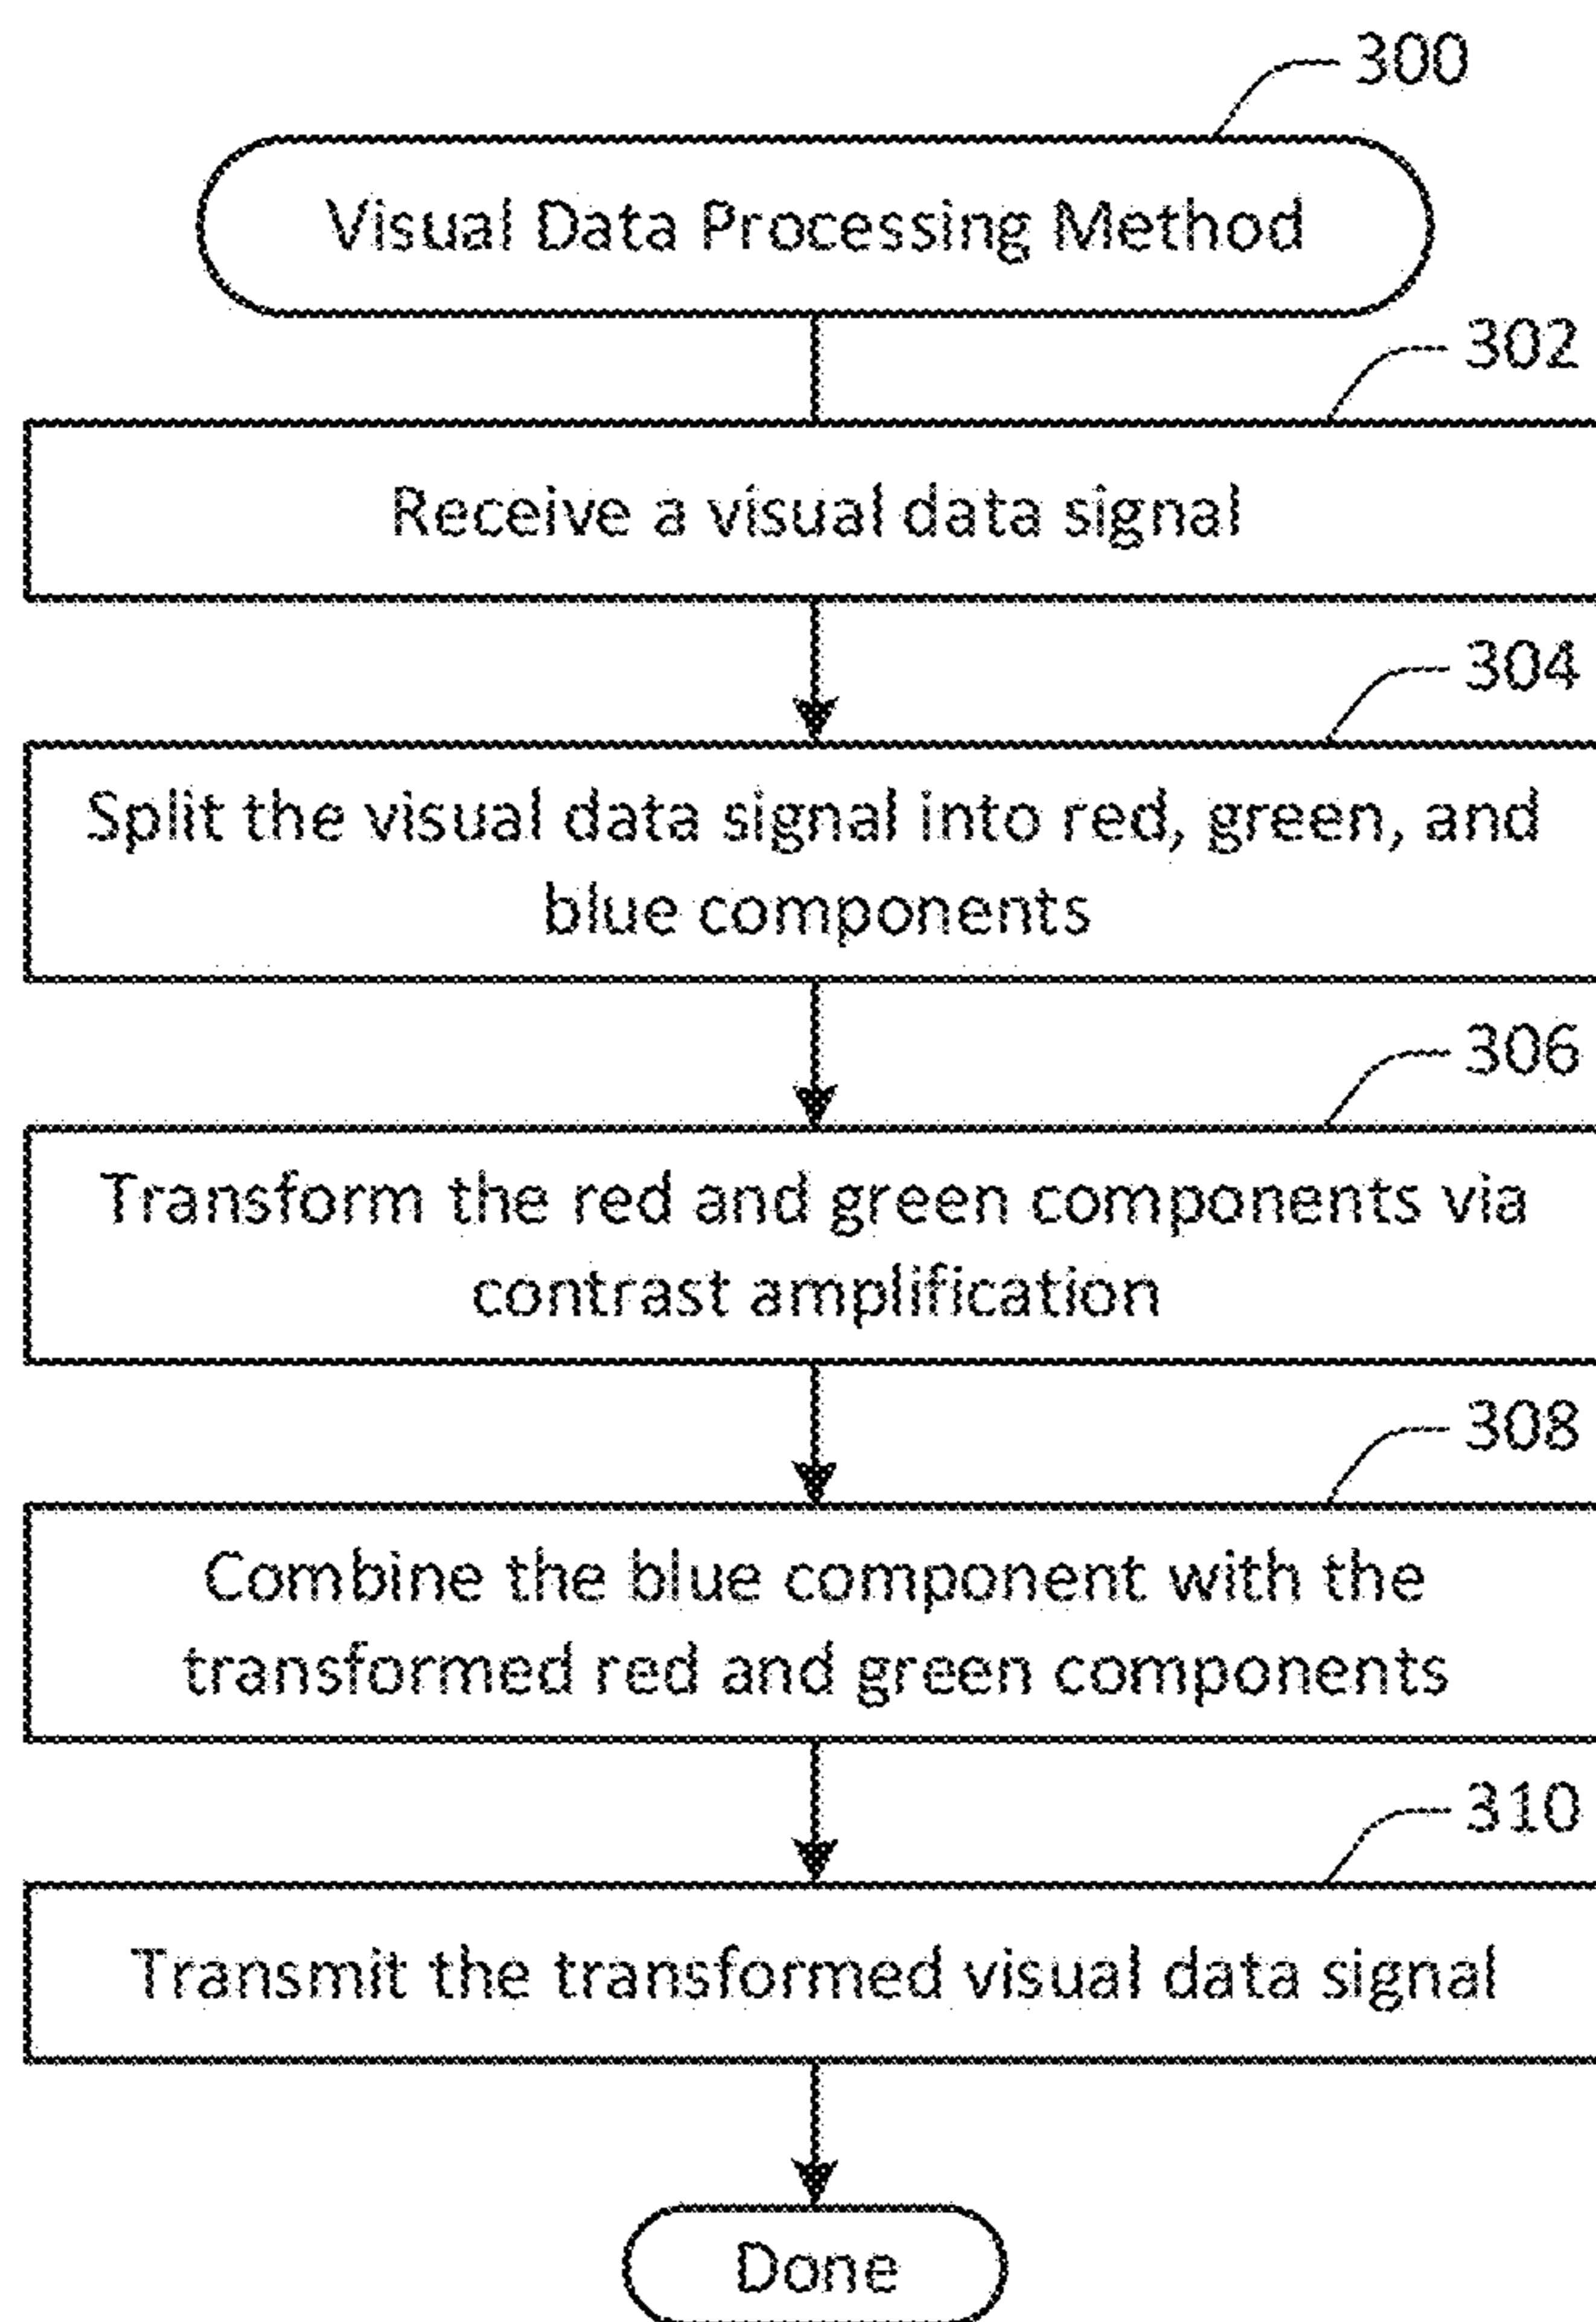 300
Visual Data Processing Method
302
Receive a visual data signal
304
Split the visual data signal into red, green, and
blue components
306
Transform the red and green components via
contrast amplification
308
Combine the blue component with the
transformed red and green components
310
Transmit the transformed visual data signal
Done